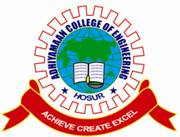 ADHIYAMAAN COLLEGE OF ENGINEERING
HOSUR
ACHIEVE CREATE EXCEL